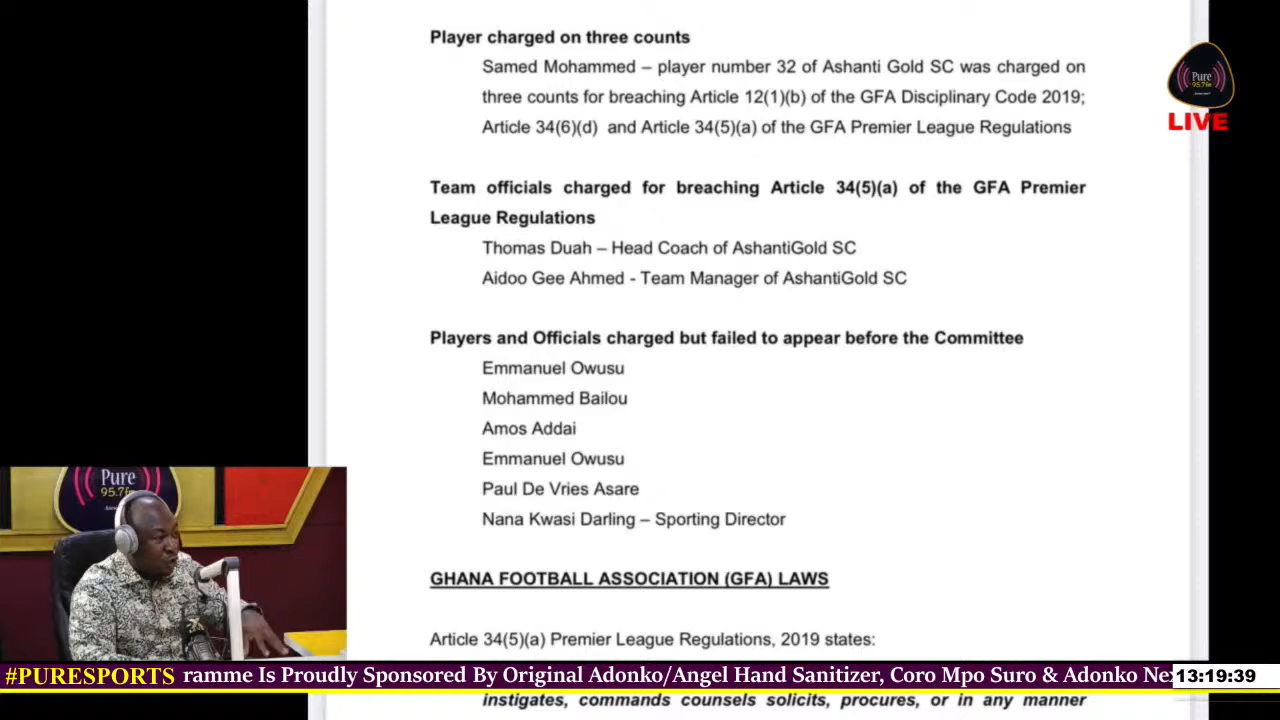 Player charged on three counts
Samed Mohammed – player number 32 of Ashanti Gold SC was charged on
three counts for breaching Article 12(1)(b) of the GFA Disciplinary Code 2019;
Article 34(6)(d) and Article 34(5)(a) of the GFA Premier League Regulations
Pure
95.7fm
LIVE
Team officials charged for breaching Article 34(5)(a) of the GFA Premier
League Regulations
Thomas Duah – Head Coach of AshantiGold SC
Aidoo Gee Ahmed - Team Manager of AshantiGold SC
Players and Officials charged but failed to appear before the Committee
Emmanuel Owusu
Mohammed Bailou
Amos Addai
Emmanuel Owusu
Paul De Vries Asare
Nana Kwasi Darling – Sporting Director
Pure
95.7fm
GHANA FOOTBALL ASSOCIATION (GFA) LAWS
Article 34(5)(a) Premier League Regulations, 2019 states:
#PURESPORTS ramme Is Proudly Sponsored By Original Adonko/Angel Hand Sanitizer, Coro Mpo Suro & Adonko Ne 13:19:39
instigates, commands counsels solicits, procures, or in any manner